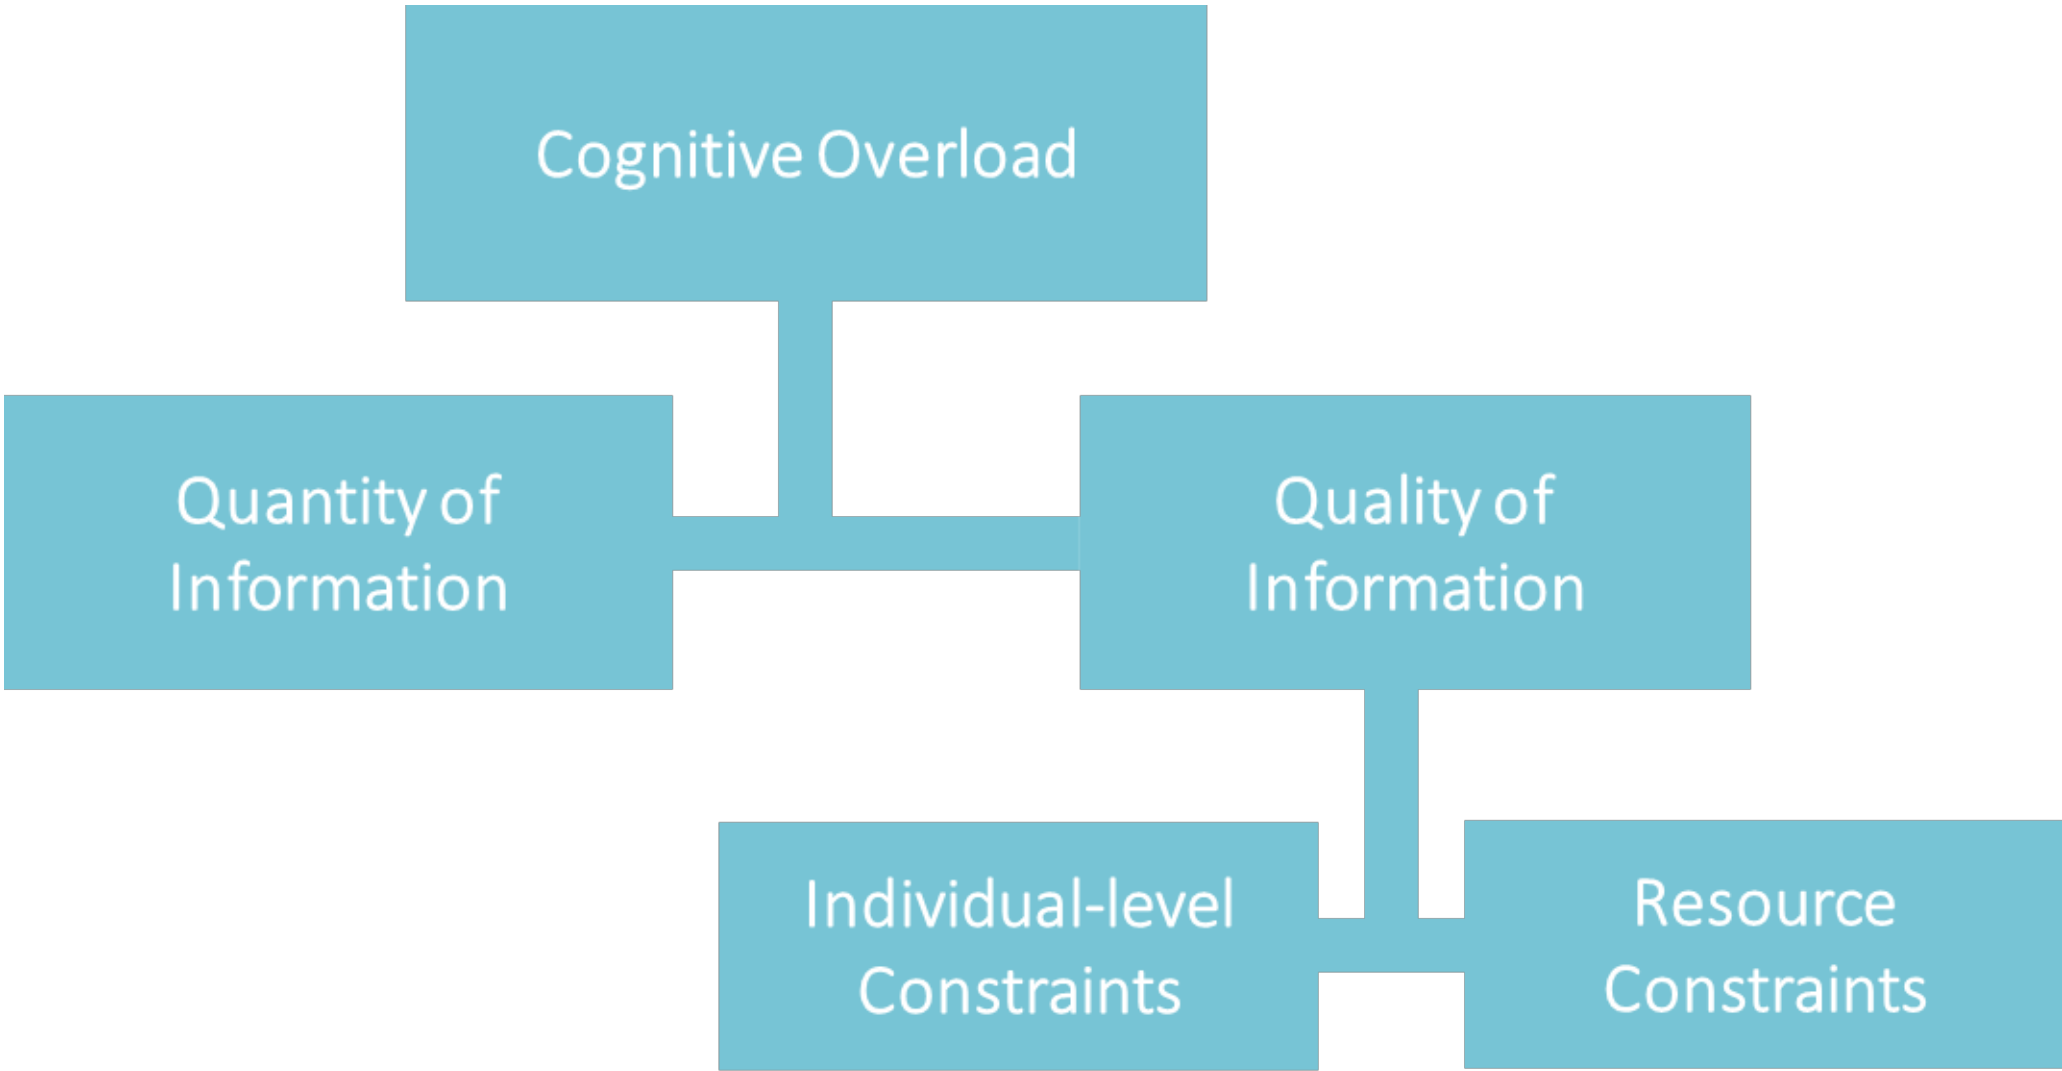 Cognitive Overload
Quantity of
Information
Quality of
Information
Individual-level
Constraints
Resource
Constraints